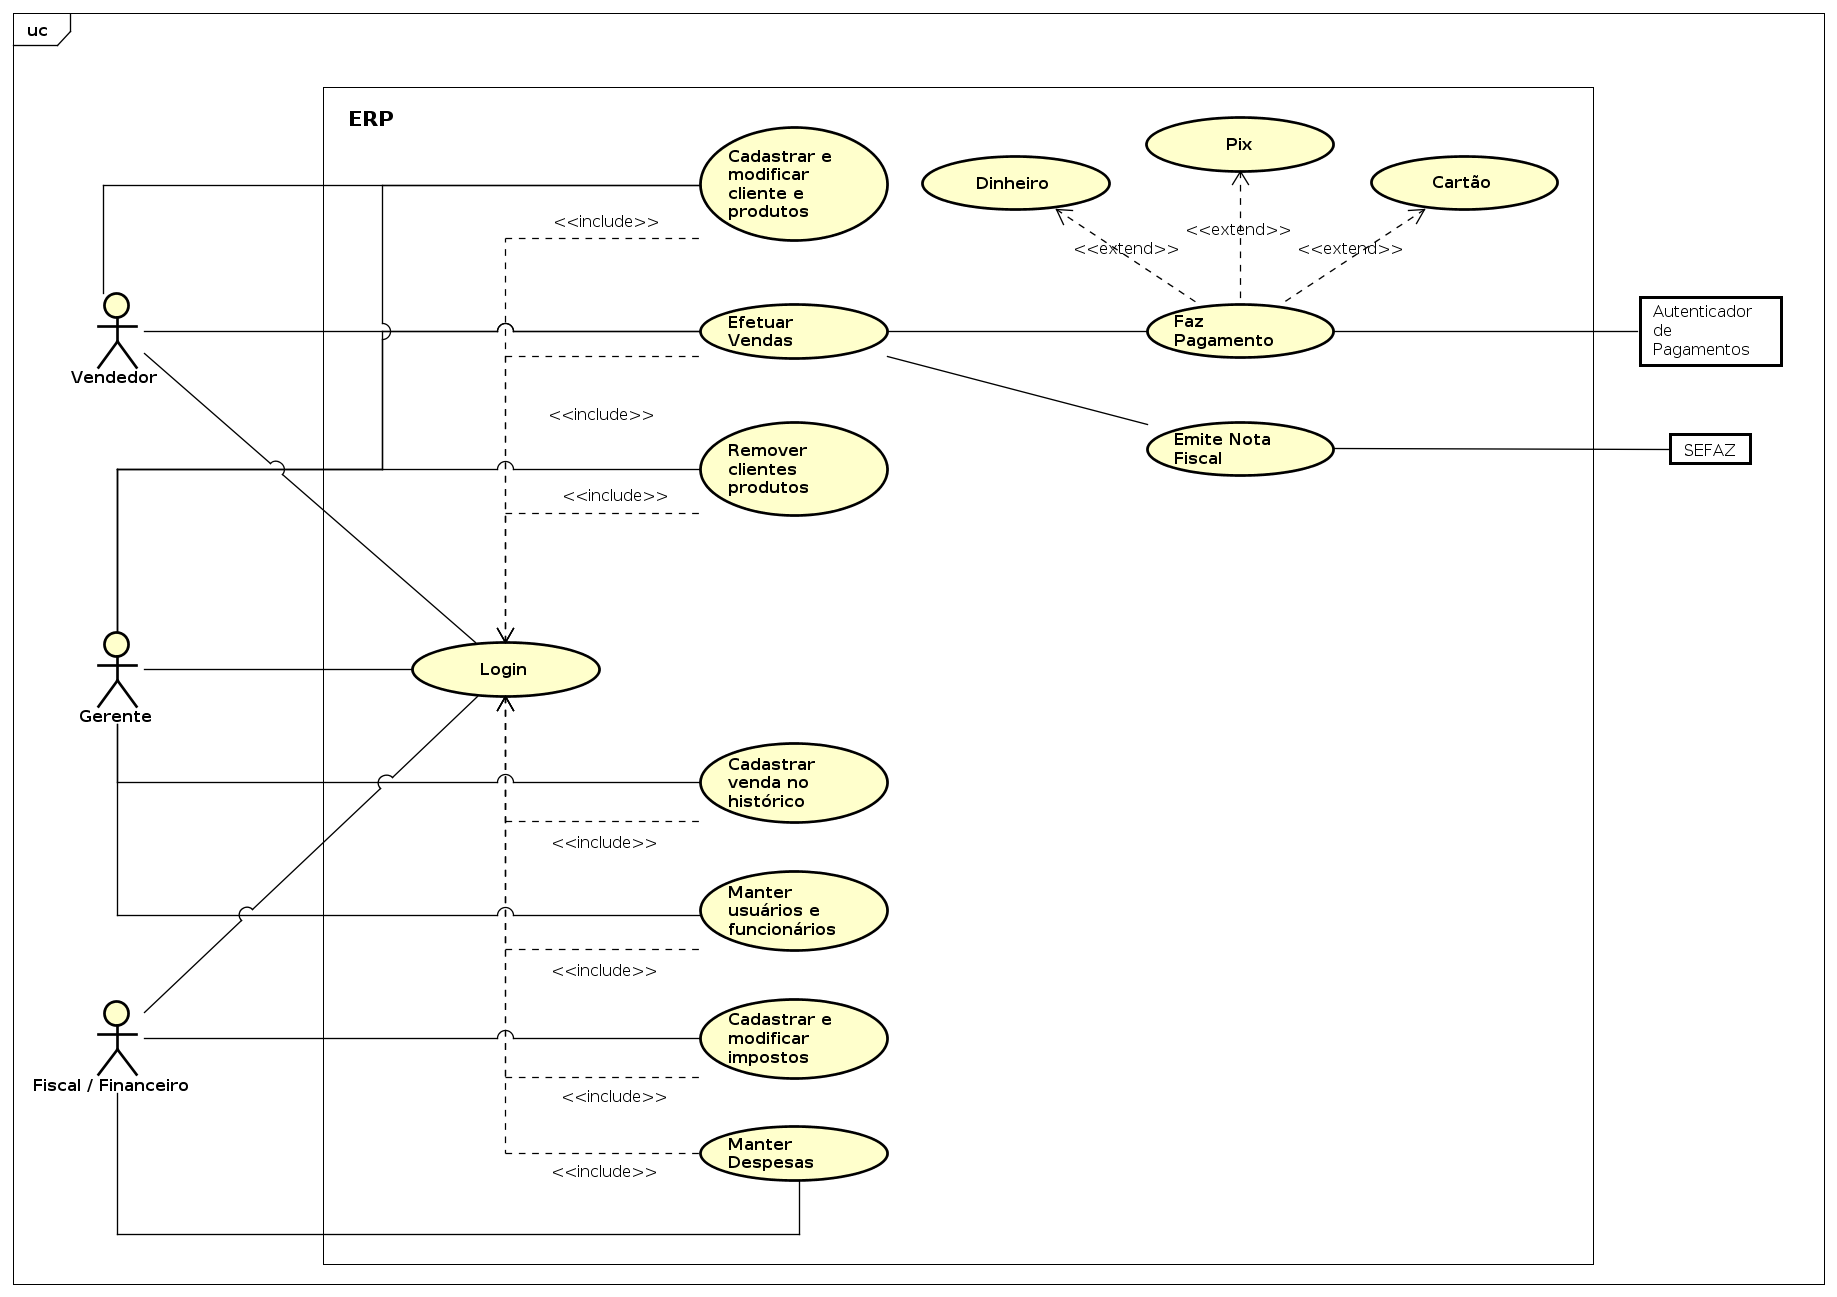 uc
ERP
Cadastrar e
modificar
cliente e
produtos
Pix
Dinheiro
Cartão
<<include>>
<<extend>>
<<extend>>
<<extend>>
Vendedor
Efetuar
Vendas
Faz
Pagamento
Autenticador
de
Pagamentos
<<include>>
Remover
clientes
produtos
Emite Nota
Fiscal
SEFAZ
<<include>>
Gerente
Login
Cadastrar
venda no
histórico
<<include>>
Manter
usuários e
funcionários
<<include>>
Fiscal / Financeiro
Cadastrar e
modificar
impostos
<<include>>
Manter
Despesas
<<include>>